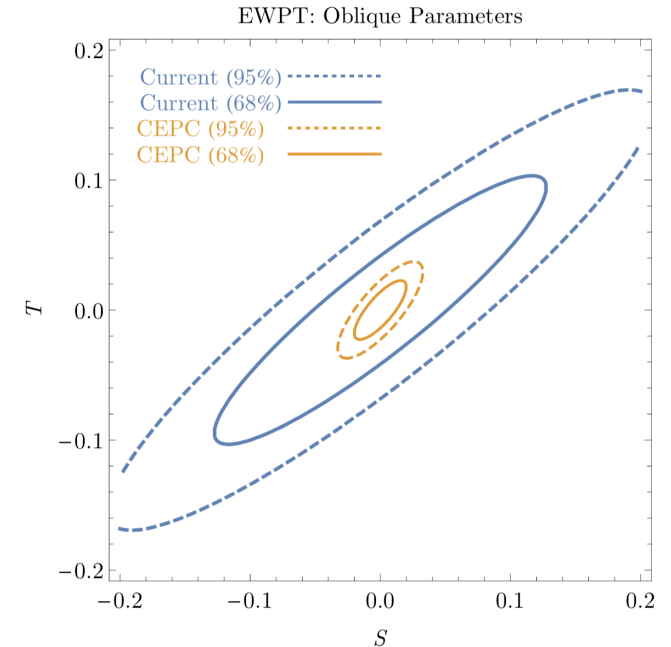 EWPT: Oblique Parameters
Current (95%)
Current (68%)
CEPC (95%)
CEPC (68%)
T
0.2
0.1
0.0
−0.1
−0.2
−0.2 −0.1 0.0 0.1 0.2
S